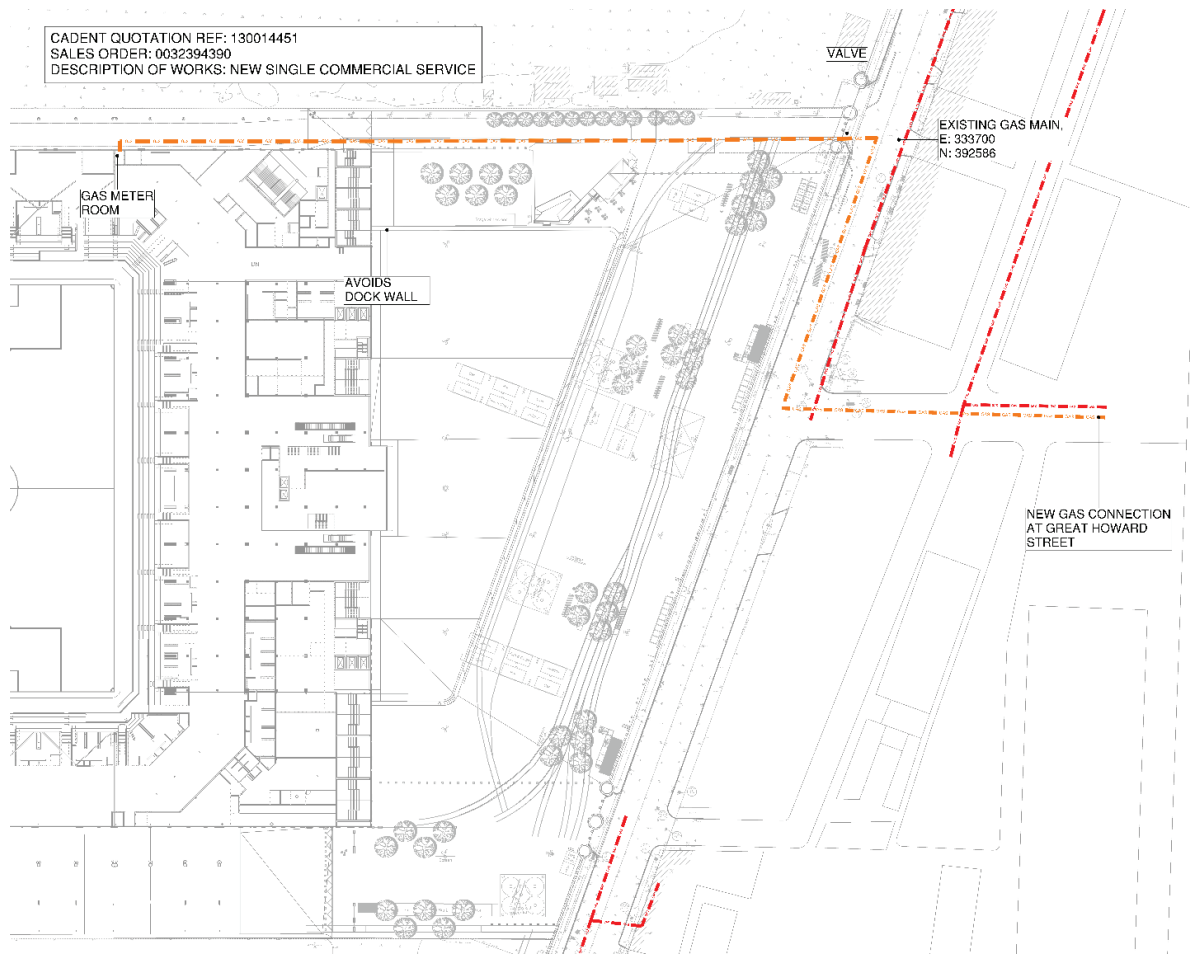 CADENT QUOTATION REF: 130014451
SALES ORDER: 0032394390
DESCRIPTION OF WORKS: NEW SINGLE COMMERCIAL SERVICE
VALVE
EXISTING GAS MAIN,
E: 333700
N: 392586
GAS METER
ROOM
AVOIDS
DOCK WALL
NEW GAS CONNECTION
AT GREAT HOWARD
STREET